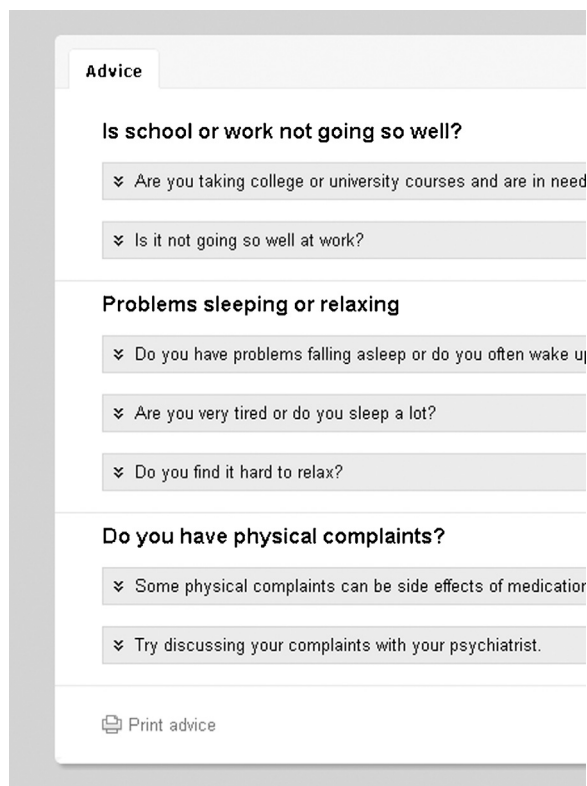 Advice
Is school or work not going so well?
Are you taking college or university courses and are in need
Is it not going so well at work?
Problems sleeping or relaxing
Do you have problems falling asleep or do you often wake up
Are you very tired or do you sleep a lot?
Do you find it hard to relax?
Do you have physical complaints?
Some physical complaints can be side effects of medication
Try discussing your complaints with your psychiatrist.
Print advice